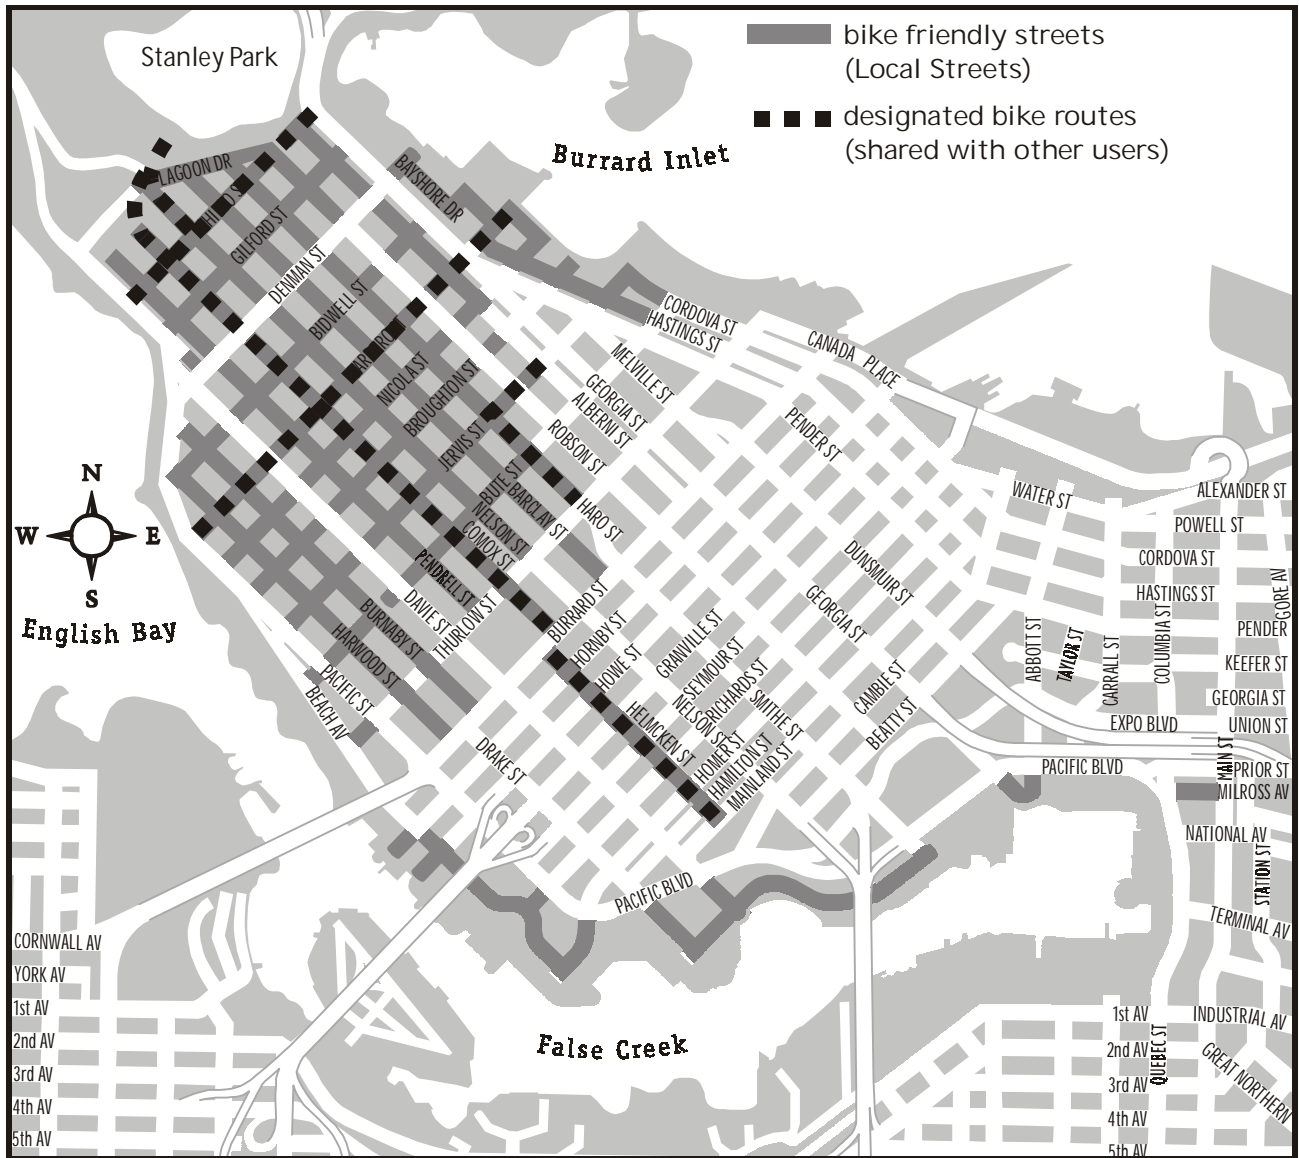 Stanley Park
bike friendly streets
(Local Streets)
designated bike routes
(shared with other users)
Burrard Inlet
LAGOON DR
BAYSHORE DR
GILFORD ST
DENMAN ST
BIDWELL ST
NICOLA ST
BROUGHTON ST
JERVIS ST
BUTE ST
BARCLAY ST
NELSON ST
COMOX ST
HARO ST
CORDOVA ST
HASTINGS ST
MELVILLE ST
GEORGIA ST
ALBERNI ST
ROBSON ST
CANADA PLACE
PENDER ST
WATER ST
ALEXANDER ST
POWELL ST
CORDOVA ST
HASTINGS ST
GORE AV
PENDER
KEEFER ST
GEORGIA ST
UNION ST
EXPO BLVD
PRIOR ST
PACIFIC BLVD
MAIN ST
MILROSS AV
NATIONAL AV
STATION ST
TERMINAL AV
INDUSTRIAL AV
GREAT NORTHERN
QUEBEC ST
1st AV
2nd AV
3rd AV
4th AV
5th AV
ABBOTT ST
TAYLOR ST
CARRALL ST
COLUMBIA ST
DUNSMUIR ST
GEORGIA ST
CAMBIE ST
BEATTY ST
SMITHE ST
GRANVILLE ST
SEYMOUR ST
RICHARDS ST
NELSON ST
HOMER ST
HAMILTON ST
MAINLAND ST
HELMCKEN ST
HOWE ST
HORNBY ST
BURRARD ST
THURLOW ST
PENDRELL ST
DAVIE ST
BURNABY ST
HARWOOD ST
PACIFIC ST
BEACH AV
DRAKE ST
PACIFIC BLVD
N
W
E
S
English Bay
False Creek
CORNWALL AV
YORK AV
1st AV
2nd AV
3rd AV
4th AV
5th AV